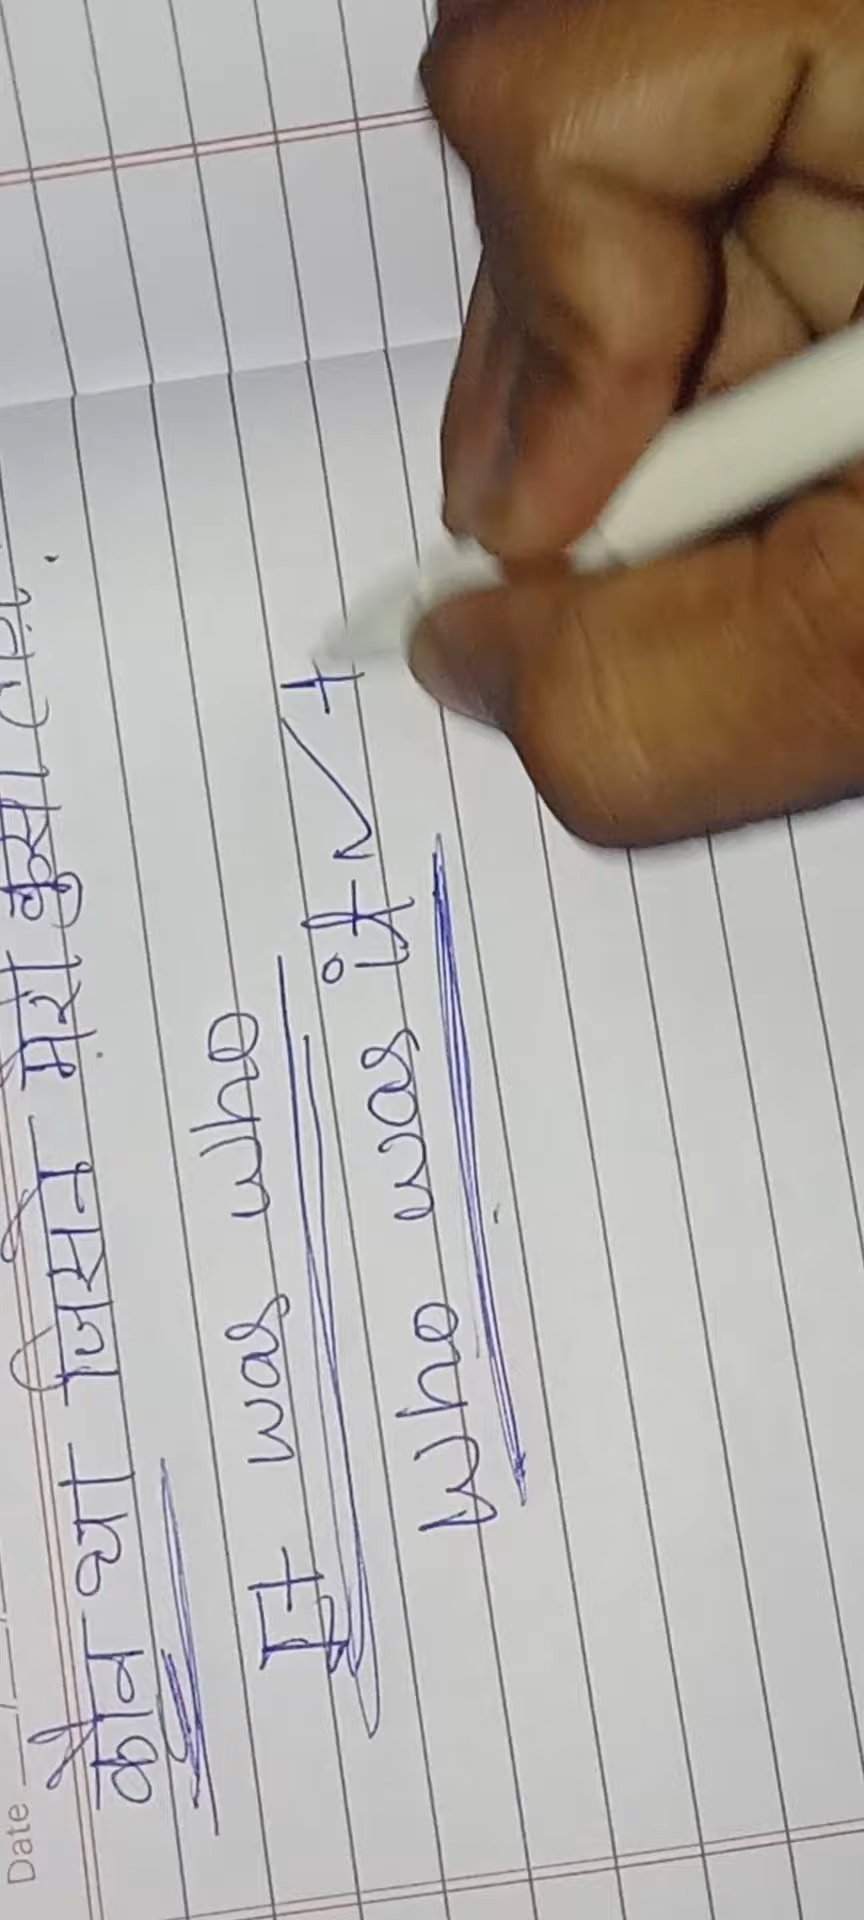 Date
कौन था जिसने मेरी कुर्सी
It was who
Who was it ✓ +